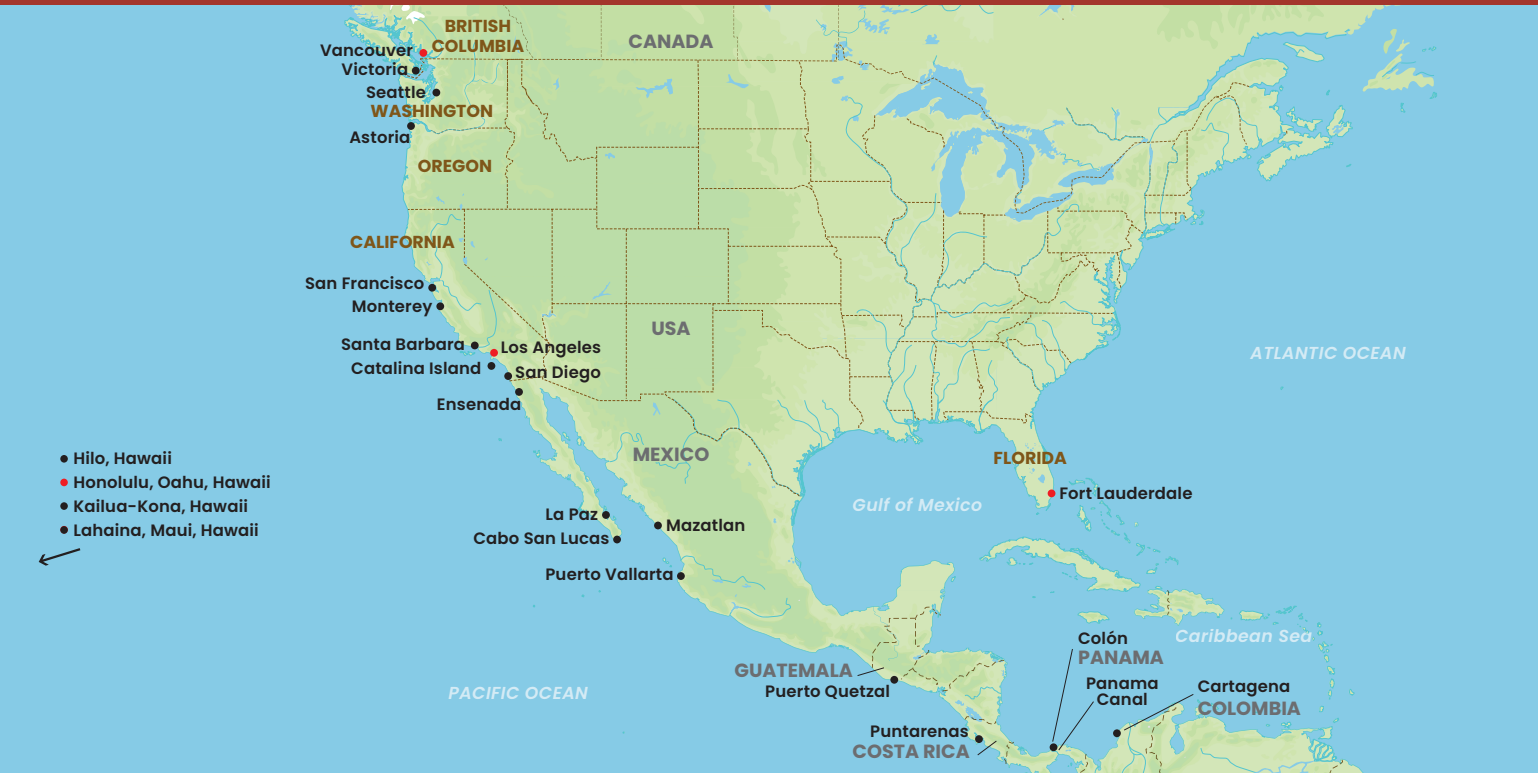 BRITISH
COLUMBIA
CANADA
Vancouver
Victoria
Seattle
WASHINGTON
Astoria
OREGON
CALIFORNIA
San Francisco
Monterey
USA
Santa Barbara
Los Angeles
ATLANTIC OCEAN
Catalina Island
San Diego
Ensenada
MEXICO
FLORIDA
Hilo, Hawaii
Honolulu, Oahu, Hawaii
Kailua-Kona, Hawaii
Lahaina, Maui, Hawaii
Fort Lauderdale
Gulf of Mexico
La Paz
Mazatlan
Cabo San Lucas
Puerto Vallarta
Caribbean Sea
Colón
PANAMA
GUATEMALA
Puerto Quetzal
PACIFIC OCEAN
Panama
Canal
Cartagena
COLOMBIA
Puntarenas
COSTA RICA